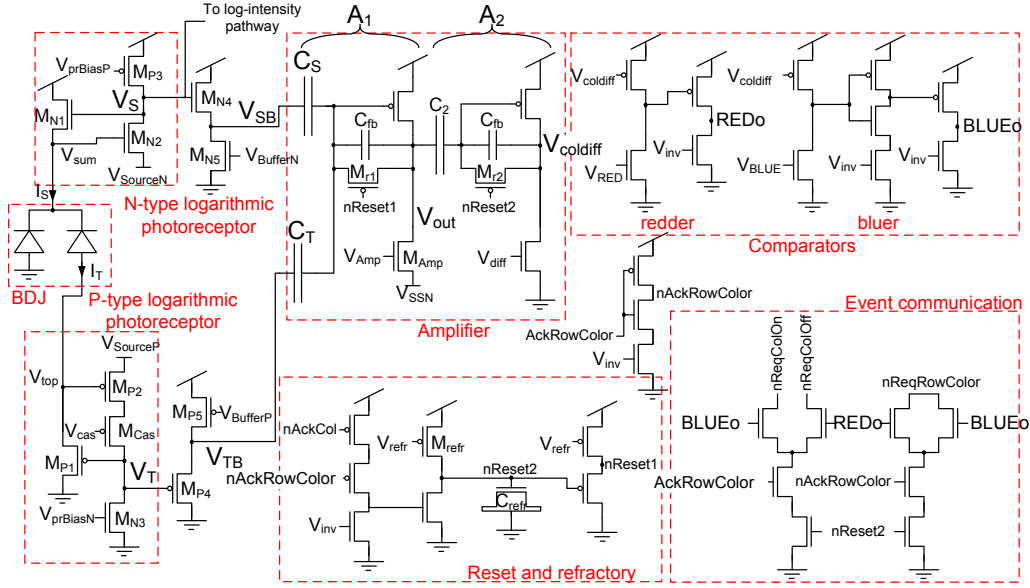 To log-intensity
pathway
A1
A2
VprBiasP
MP3
VS
MN1
MN2
Vsum
VSourceN
MN4
VSB
MN5
VBufferN
IS
N-type logarithmic
photoreceptor
CS
Cfb
Mr1
nReset1
C2
Cfb
Mr2
nReset2
Vcoldiff
Vout
CT
VAmp
MAmp
VSSN
Vdiff
Amplifier
Vcoldiff
VRED
REDo
Vinv
redder
Vcoldiff
VBLUE
Vinv
Vinv
BLUEo
bluer
Comparators
BDJ
IT
P-type logarithmic
photoreceptor
VSourceP
Vtop
MP2
Vcas
MCas
MP1
VT
VprBiasN
MN3
MP5
VBufferP
VTB
MP4
nAckRowColor
AckRowColor
Vinv
nAckCol
nAckRowColor
Vinv
Vrefr
Mrefr
nReset2
Crefr
Vrefr
nReset1
Reset and refractory
Event communication
nReqColOn
nReqColOff
nReqRowColor
BLUEo
REDo
BLUEo
AckRowColor
nAckRowColor
nReset2